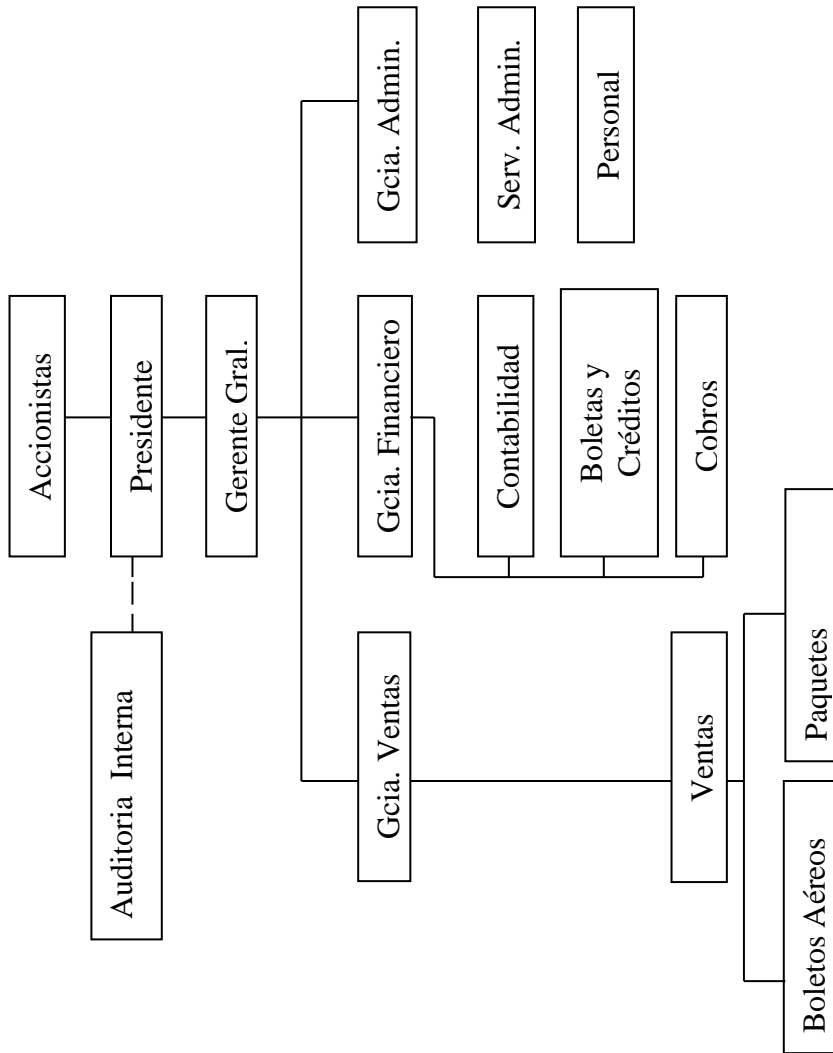 Accionistas
Auditoria Interna
Presidente
Gerente Gral.
Gcia. Ventas
Gcia. Financiero
Gcia. Admin.
Contabilidad
Serv. Admin.
Boletas y
Créditos
Personal
Ventas
Cobros
Boletos Aéreos
Paquetes